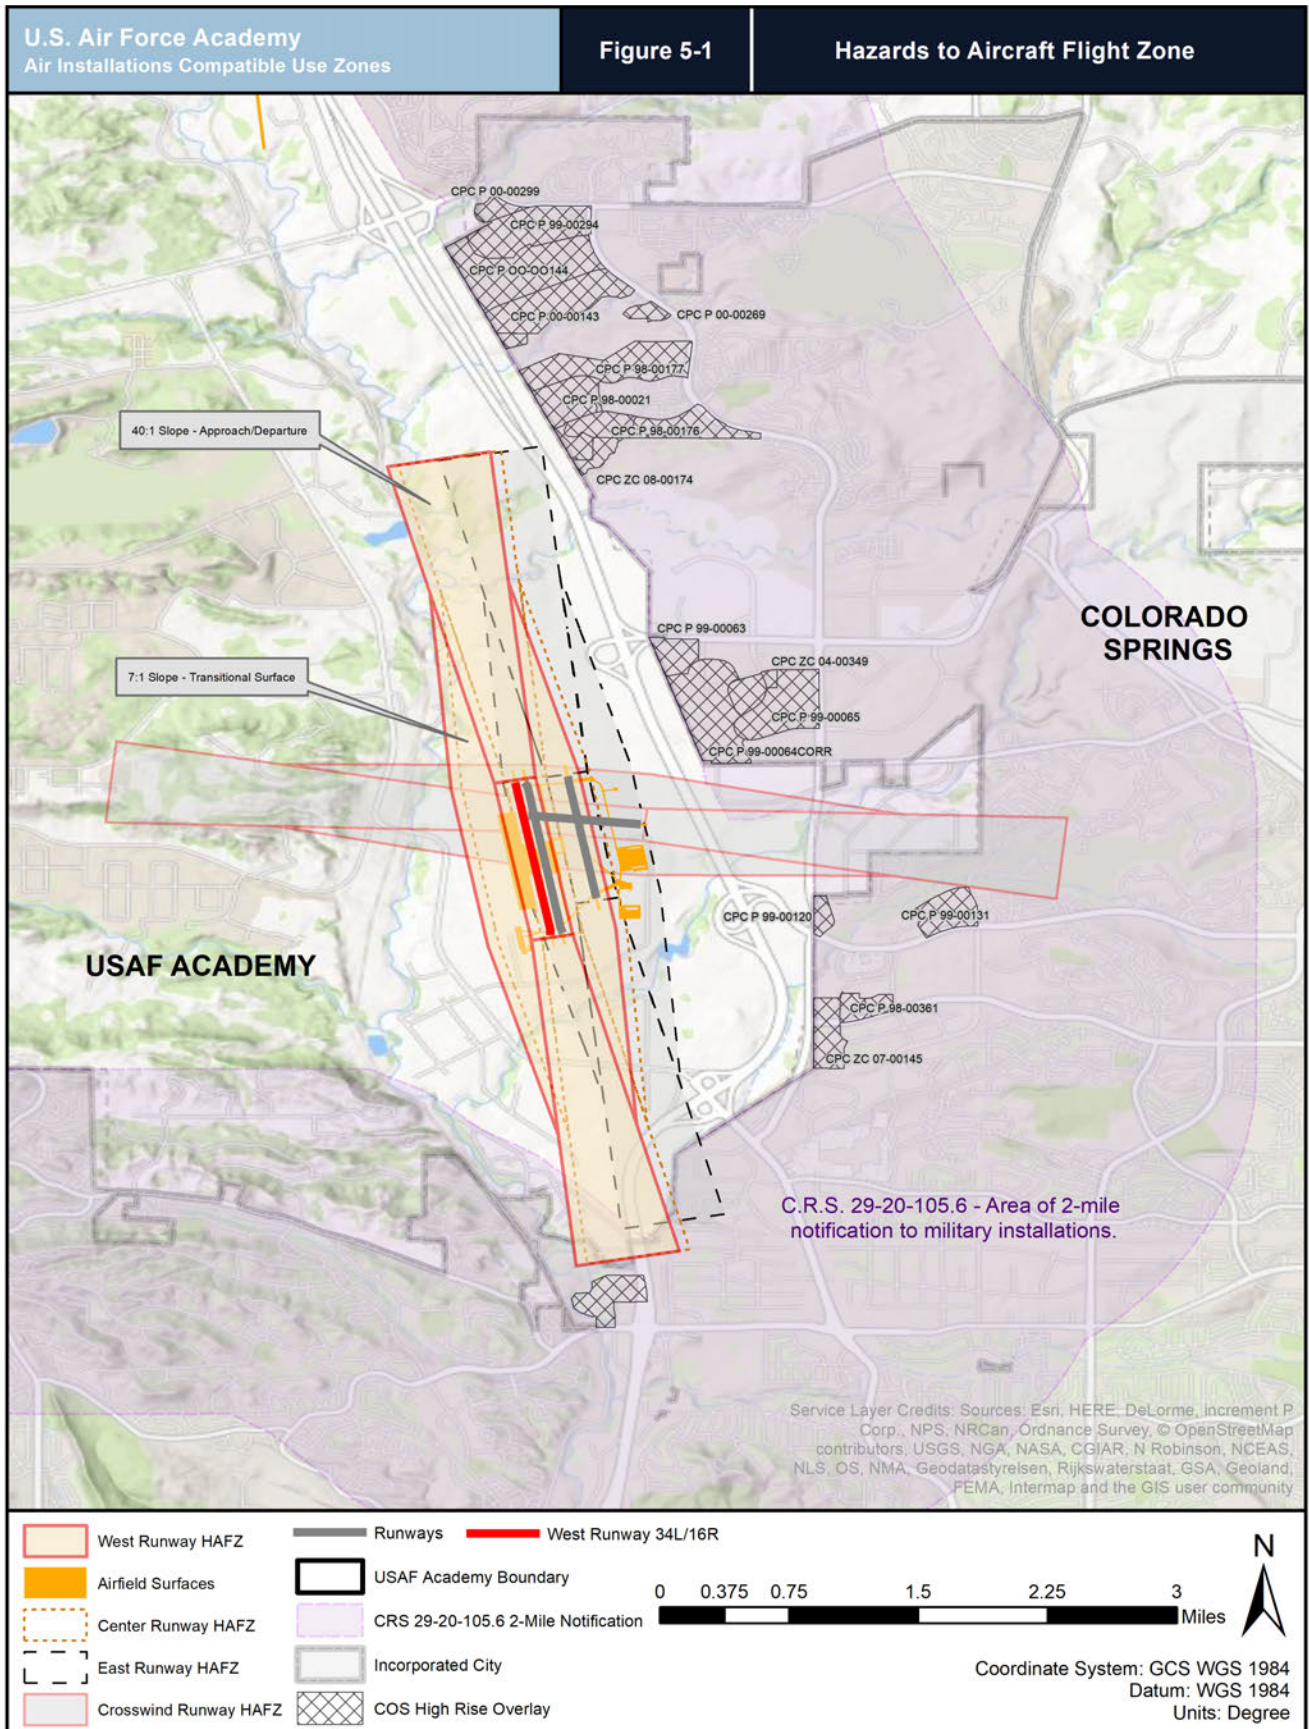 U.S. Air Force Academy
Air Installations Compatible Use Zones
Figure 5-1
Hazards to Aircraft Flight Zone
CPC P 00-00299
CPC P 99-00294
CPC P OO-OO144
CPC P 00-00143
CPC P 00-00269
CPC P 98-00177
CPC P 98-00021
CPC P 98-00176
CPC ZC 08-00174
40:1 Slope - Approach/Departure
COLORADO
SPRINGS
CPC P 99-00063
CPC ZC 04-00349
7:1 Slope - Transitional Surface
CPC P 99-00065
CPC P 99-00064CORR
CPC P 99-00120
CPC P 99-00131
USAF ACADEMY
CPC P 98-00361
CPC ZC 07-00145
C.R.S. 29-20-105.6 - Area of 2-mile
notification to military installations.
Service Layer Credits: Sources: Esri, HERE, DeLorme, increment P
Corp., NPS, NRCan, Ordnance Survey, © OpenStreetMap
contributors, USGS, NGA, NASA, CGIAR, N Robinson, NCEAS,
NLS, OS, NMA, Geodatastyrelsen, Rijkswaterstaat, GSA, Geoland,
FEMA, Intermap and the GIS user community
West Runway HAFZ
Airfield Surfaces
Center Runway HAFZ
East Runway HAFZ
Crosswind Runway HAFZ
Runways
West Runway 34L/16R
USAF Academy Boundary
CRS 29-20-105.6 2-Mile Notification
Incorporated City
COS High Rise Overlay
0 0.375 0.75 1.5 2.25 3
Miles
N
Coordinate System: GCS WGS 1984
Datum: WGS 1984
Units: Degree